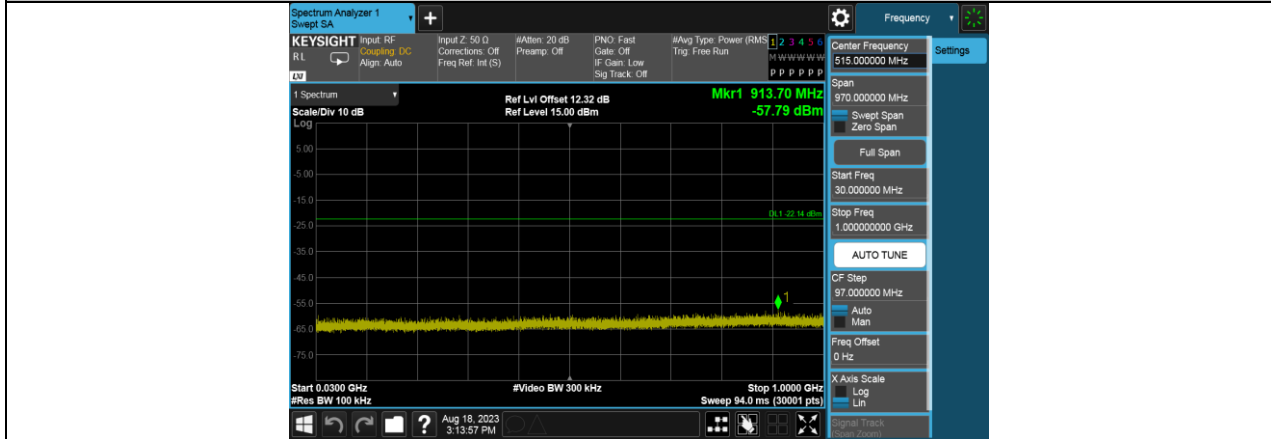 Spectrum Analyzer 1
Swept SA
+
Frequency
KEYSIGHT
RL
LXI
Input: RF
Coupling: DC
Align: Auto
Input Z: 50 Ω
Corrections: Off
Freq Ref: Int (S)
#Atten: 20 dB
Preamp: Off
PNO: Fast
Gate: Off
IF Gain: Low
Sig Track: Off
#Avg Type: Power (RMS
Trig: Free Run
1 2 3 4 5 6
M W W W W W
P P P P P P
1 Spectrum
Scale/Div 10 dB
Log
Ref Lvl Offset 12.32 dB
Ref Level 15.00 dBm
Mkr1 913.70 MHz
-57.79 dBm
5.00
-5.00
-15.0
DL1 -22.14 dBm
-25.0
-35.0
-45.0
1
-55.0
-65.0
-75.0
Start 0.0300 GHz
#Res BW 100 kHz
#Video BW 300 kHz
Stop 1.0000 GHz
Sweep 94.0 ms (30001 pts)
?
Aug 18, 2023
3:13:57 PM
Center Frequency
515.000000 MHz
Settings
Span
970.000000 MHz
Swept Span
Zero Span
Full Span
Start Freq
30.000000 MHz
Stop Freq
1.000000000 GHz
AUTO TUNE
CF Step
97.000000 MHz
Auto
Man
Freq Offset
0 Hz
X Axis Scale
Log
Lin
Signal Track
(Span Zoom)